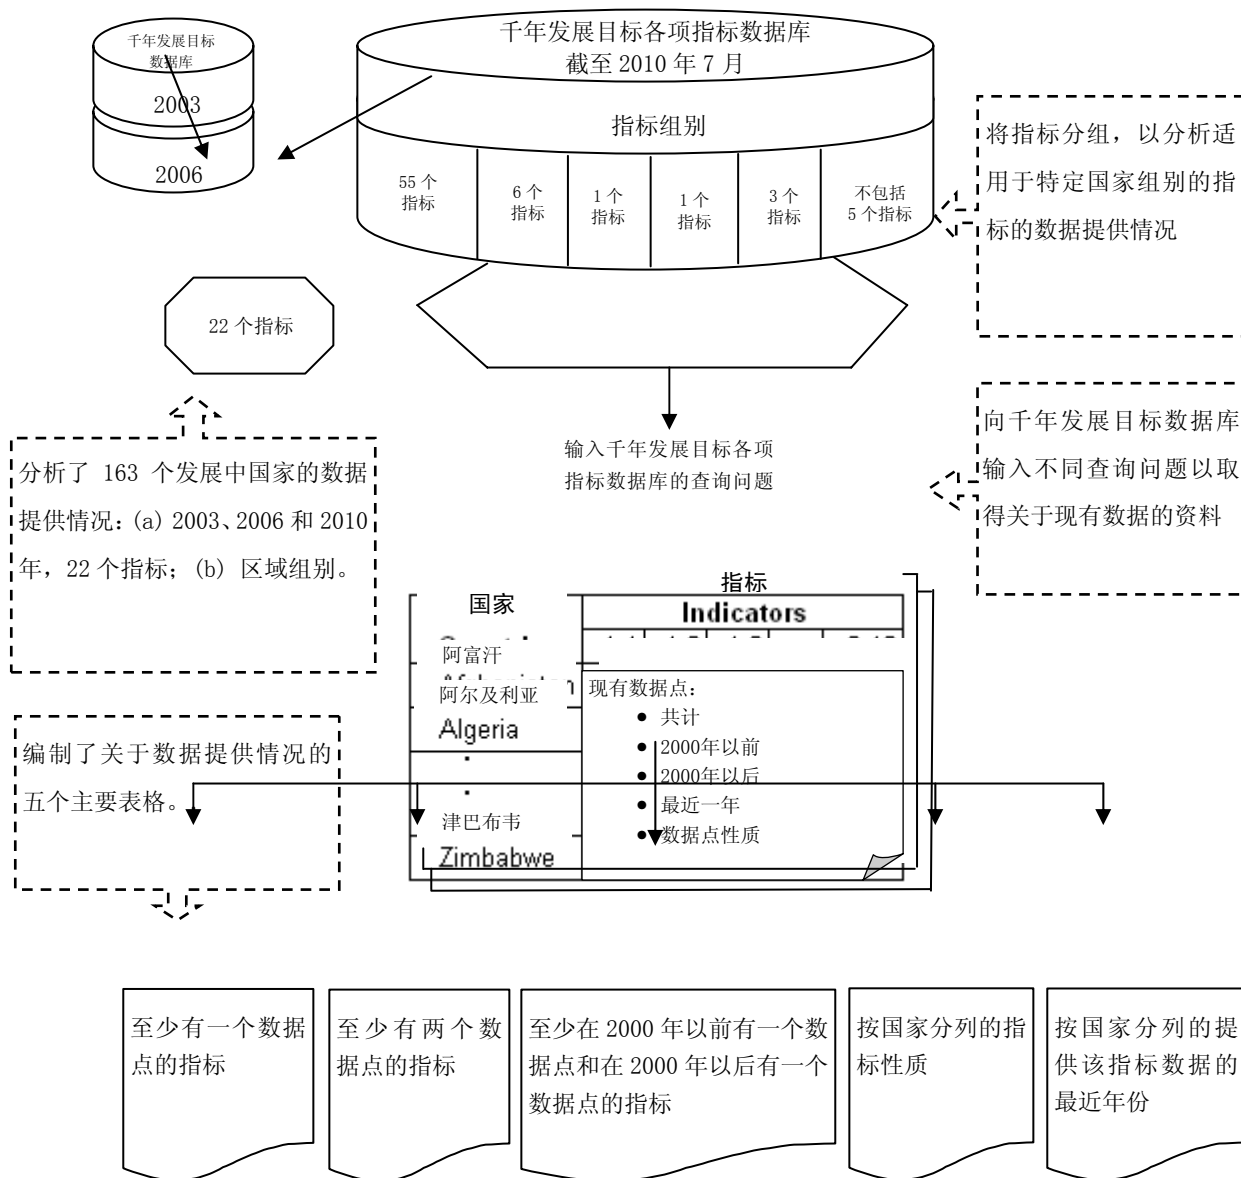 千年发展目标
数据库
2003
2006
千年发展目标各项指标数据库
截至 2010 年 7 月
指标组别
55 个
指标
6 个
指标
1 个
指标
1 个
指标
3 个
指标
不包括
5 个指标
将指标分组，以分析适
用于特定国家组别的指
标的数据提供情况
22 个指标
输入千年发展目标各项
指标数据库的查询问题
向千年发展目标数据库
输入不同查询问题以取
得关于现有数据的资料
分析了 163 个发展中国家的数据
提供情况：(a) 2003、2006 和 2010
年，22 个指标；(b) 区域组别。
指标
国家
Indicators
阿富汗
阿尔及利亚
Algeria
津巴布韦
Zimbabwe
现有数据点：
● 共计
● 2000年以前
● 2000年以后
● 最近一年
● 数据点性质
编制了关于数据提供情况的
五个主要表格。
至少有一个数据
点的指标
至少有两个数
据点的指标
至少在 2000 年以前有一个数
据点和在 2000 年以后有一个
数据点的指标
按国家分列的指
标性质
按国家分列的提
供该指标数据的
最近年份